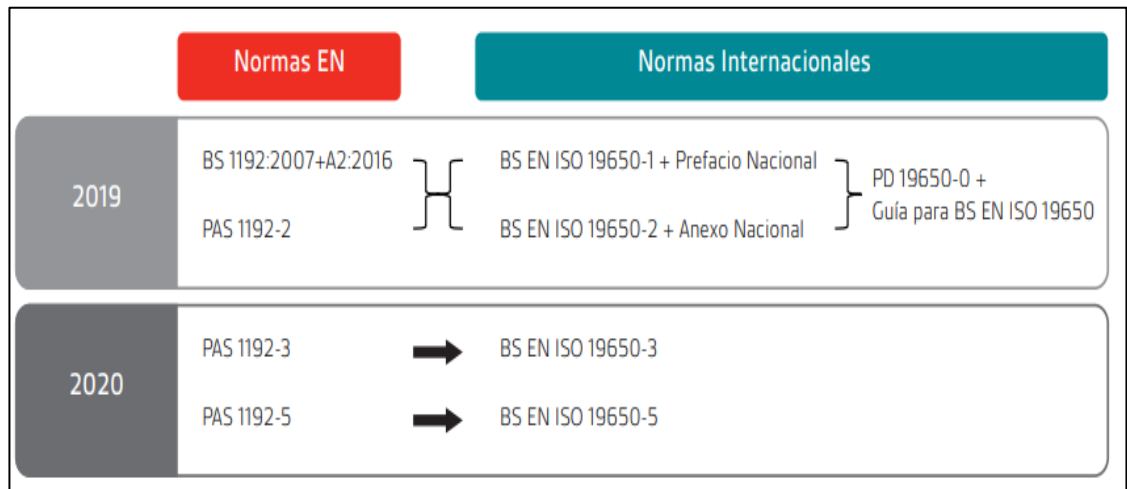 Normas EN
Normas Internacionales
2019
BS 1192:2007+A2:2016
BS EN ISO 19650-1 + Prefacio Nacional
PAS 1192-2
BS EN ISO 19650-2 + Anexo Nacional
PD 19650-0 +
Guía para BS EN ISO 19650
2020
PAS 1192-3
BS EN ISO 19650-3
PAS 1192-5
BS EN ISO 19650-5